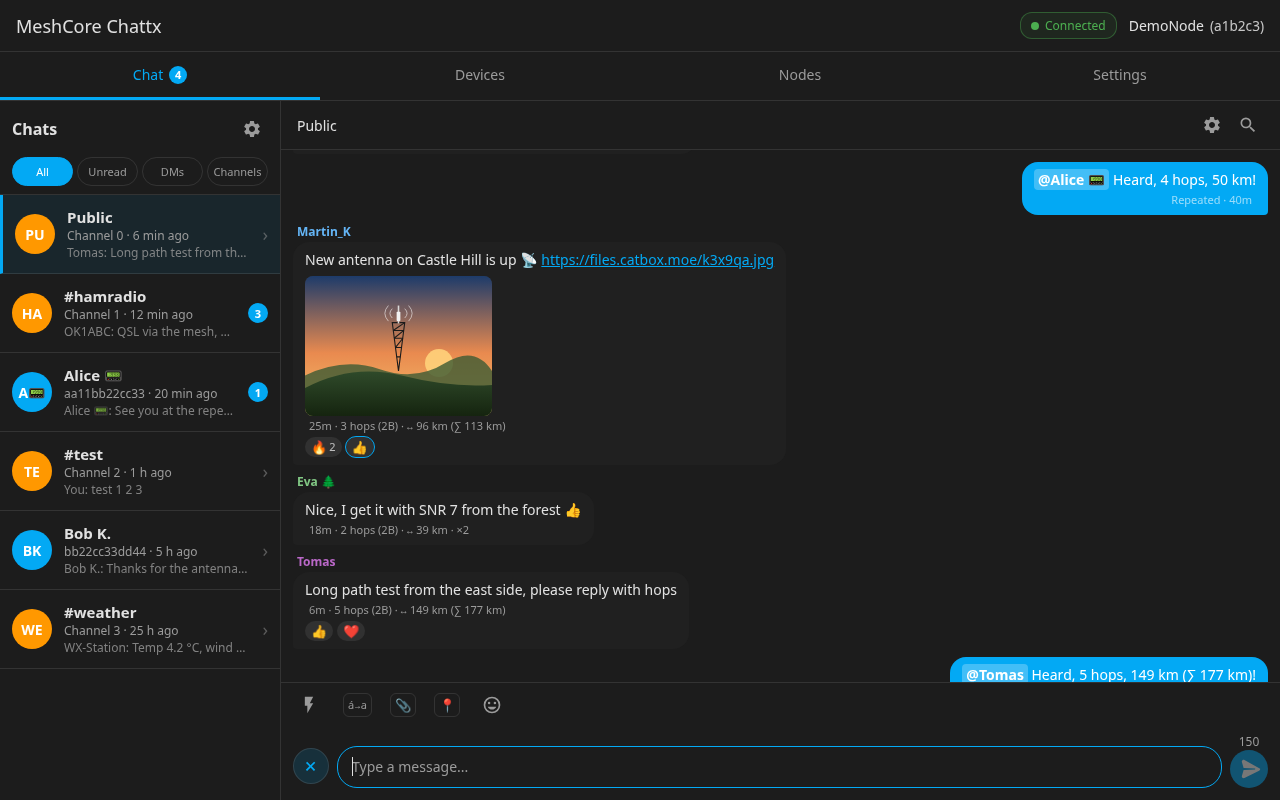 MeshCore Chattx
Connected
DemoNode (a1b2c3)
Chat 4
Devices
Nodes
Settings
Chats
All
Unread
DMs
Channels
PU
Public
Channel 0 · 6 min ago
Tomas: Long path test from th...
HA
#hamradio
Channel 1 · 12 min ago
OK1ABC: QSL via the mesh, ...
3
A📟
Alice 📟
aa11bb22cc33 · 20 min ago
Alice 📟: See you at the repe...
1
TE
#test
Channel 2 · 1 h ago
You: test 1 2 3
BK
Bob K.
bb22cc33dd44 · 5 h ago
Bob K.: Thanks for the antenna...
WE
#weather
Channel 3 · 25 h ago
WX-Station: Temp 4.2 °C, wind ...
Public
@Alice 📟 Heard, 4 hops, 50 km!
Repeated · 40m
Martin_K
New antenna on Castle Hill is up 📡 https://files.catbox.moe/k3x9qa.jpg
25m · 3 hops (2B) · ↔ 96 km (∑ 113 km)
🔥 2 👍
Eva 🌲
Nice, I get it with SNR 7 from the forest 👍
18m · 2 hops (2B) · ↔ 39 km · ×2
Tomas
Long path test from the east side, please reply with hops
6m · 5 hops (2B) · ↔ 149 km (∑ 177 km)
👍 ❤️
@Tomas Heard, 5 hops, 149 km (∑ 177 km)!
á→a
Type a message...
150